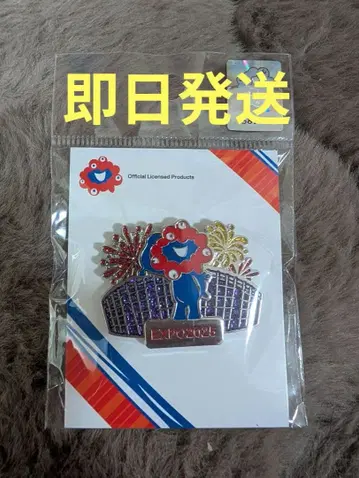 即日発送
Official Licensed Products
EXPO2025